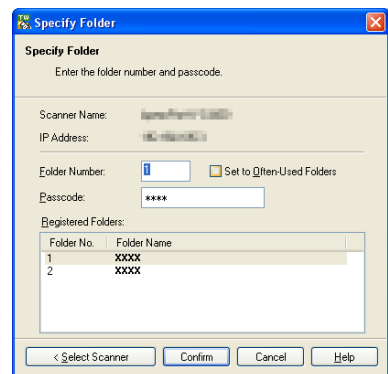 TW Specify Folder
Specify Folder
Enter the folder number and passcode.
Scanner Name:
IP Address:
Folder Number: 1 Set to Often-Used Folders
Passcode: ****
Registered Folders:
Folder No. Folder Name
1 XXXX
2 XXXX
< Select Scanner Confirm Cancel Help